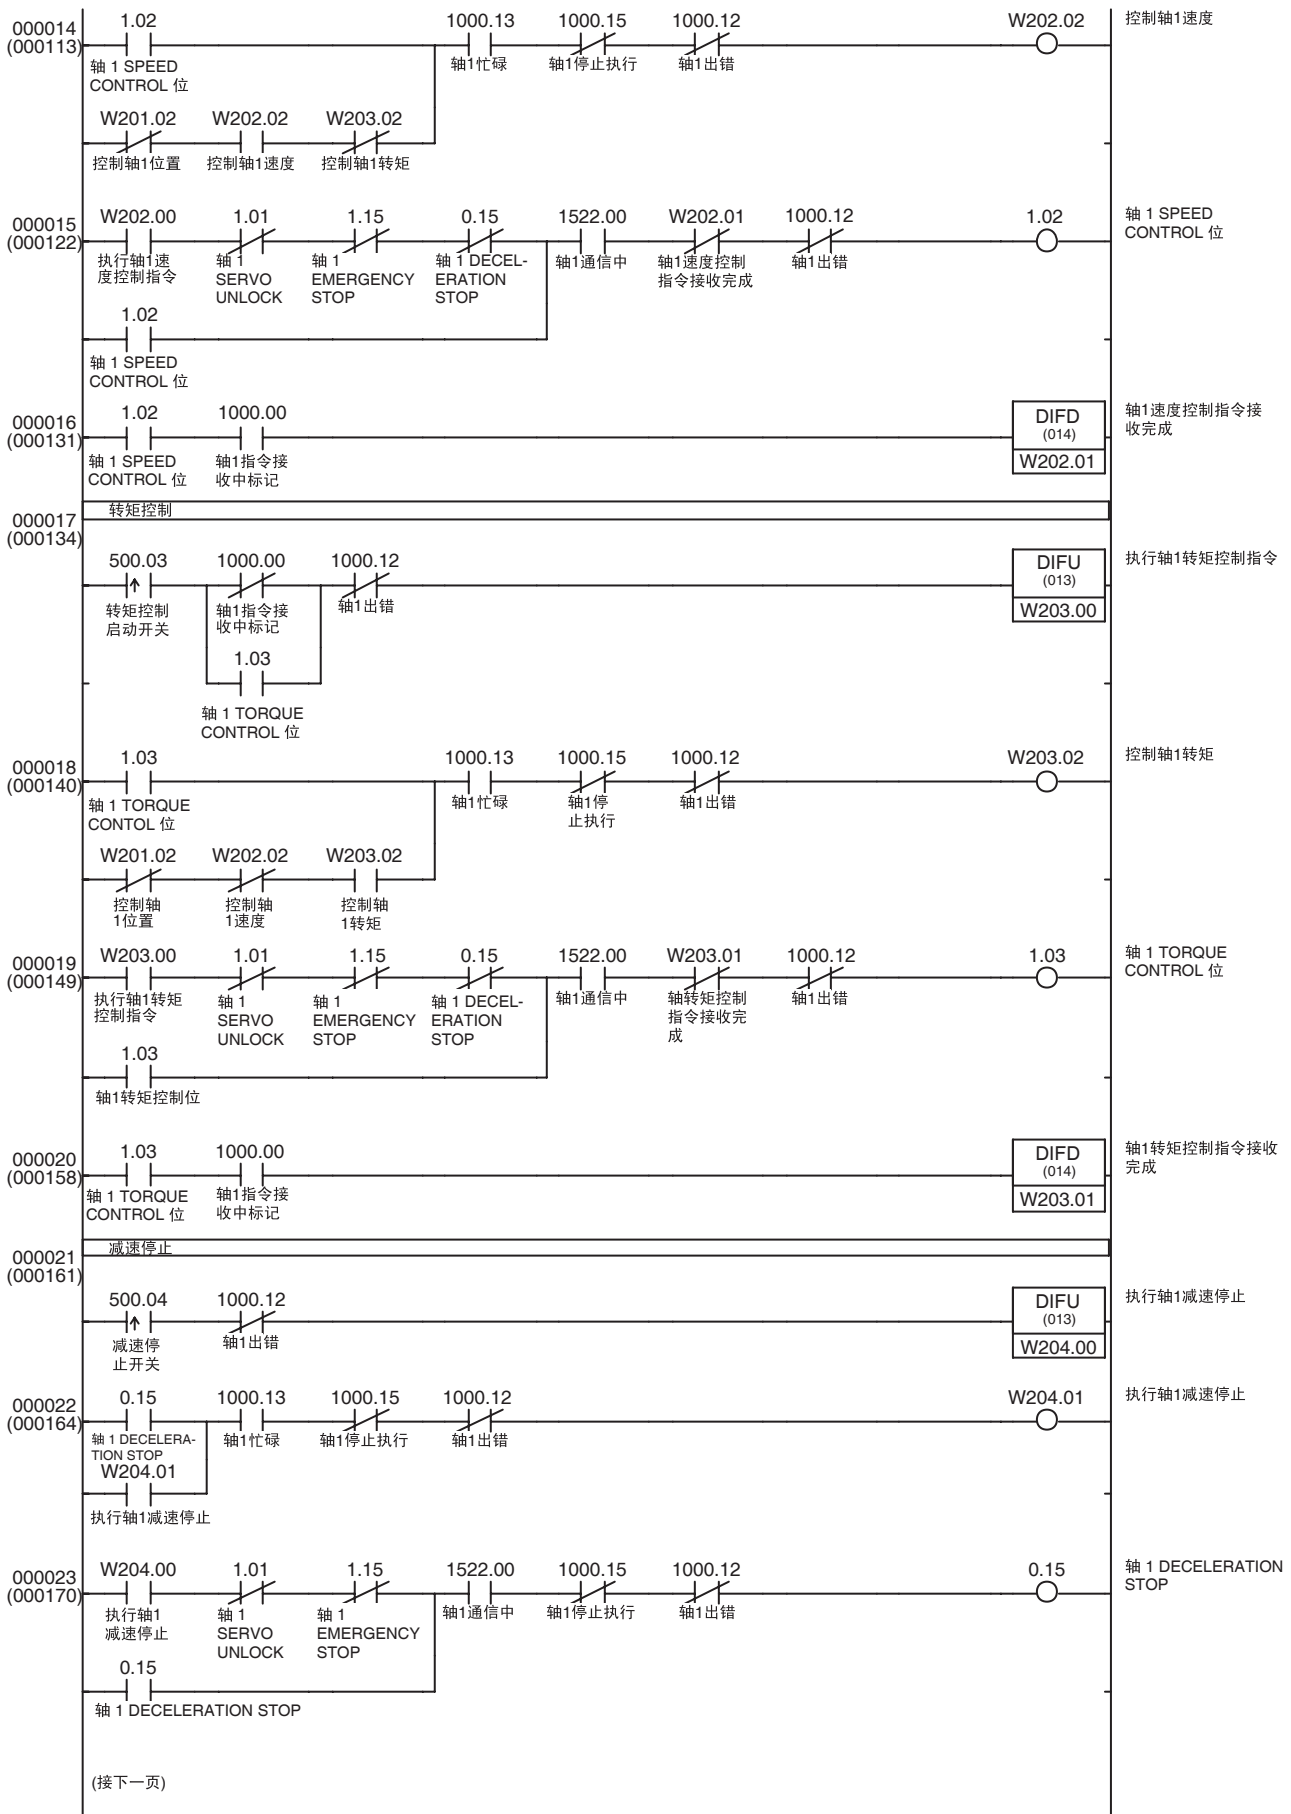 000014
(000113)
1.02
1000.13
1000.15
1000.12
W202.02
控制轴1速度
轴 1 SPEED
CONTROL 位
轴1忙碌
轴1停止执行
轴1出错
W201.02
W202.02
W203.02
控制轴1位置
控制轴1速度
控制轴1转矩
000015
(000122)
W202.00
1.01
1.15
0.15
1522.00
W202.01
1000.12
1.02
轴 1 SPEED
CONTROL 位
执行轴1速
度控制指令
轴 1
SERVO
UNLOCK
轴 1
EMERGENCY
STOP
轴 1 DECEL-
ERATION
STOP
轴1通信中
轴1速度控制
指令接收完成
轴1出错
1.02
轴 1 SPEED
CONTROL 位
000016
(000131)
1.02
1000.00
DIFD
(014)
W202.01
轴1速度控制指令接
收完成
轴 1 SPEED
CONTROL 位
轴1指令接
收中标记
转矩控制
000017
(000134)
500.03
1000.00
1000.12
DIFU
(013)
W203.00
执行轴1转矩控制指令
转矩控制
启动开关
轴1指令接
收中标记
轴1出错
1.03
轴 1 TORQUE
CONTROL 位
000018
(000140)
1.03
1000.13
1000.15
1000.12
W203.02
控制轴1转矩
轴 1 TORQUE
CONTOL 位
轴1忙碌
轴1停
止执行
轴1出错
W201.02
W202.02
W203.02
控制轴
1位置
控制轴
1速度
控制轴
1转矩
000019
(000149)
W203.00
1.01
1.15
0.15
1522.00
W203.01
1000.12
1.03
轴 1 TORQUE
CONTROL 位
执行轴1转矩
控制指令
轴 1
SERVO
UNLOCK
轴 1
EMERGENCY
STOP
轴 1 DECEL-
ERATION
STOP
轴1通信中
轴转矩控制
指令接收完
成
轴1出错
1.03
轴1转矩控制位
000020
(000158)
1.03
1000.00
DIFD
(014)
W203.01
轴1转矩控制指令接收
完成
轴 1 TORQUE
CONTROL 位
轴1指令接
收中标记
减速停止
000021
(000161)
500.04
1000.12
DIFU
(013)
W204.00
执行轴1减速停止
减速停
止开关
轴1出错
000022
(000164)
0.15
1000.13
1000.15
1000.12
W204.01
执行轴1减速停止
轴 1 DECELERA-
TION STOP
轴1忙碌
轴1停止执行
轴1出错
W204.01
执行轴1减速停止
000023
(000170)
W204.00
1.01
1.15
1522.00
1000.15
1000.12
0.15
轴 1 DECELERATION
STOP
执行轴1
减速停止
轴 1
SERVO
UNLOCK
轴 1
EMERGENCY
STOP
轴1通信中
轴1停止执行
轴1出错
0.15
轴 1 DECELERATION STOP
(接下一页)